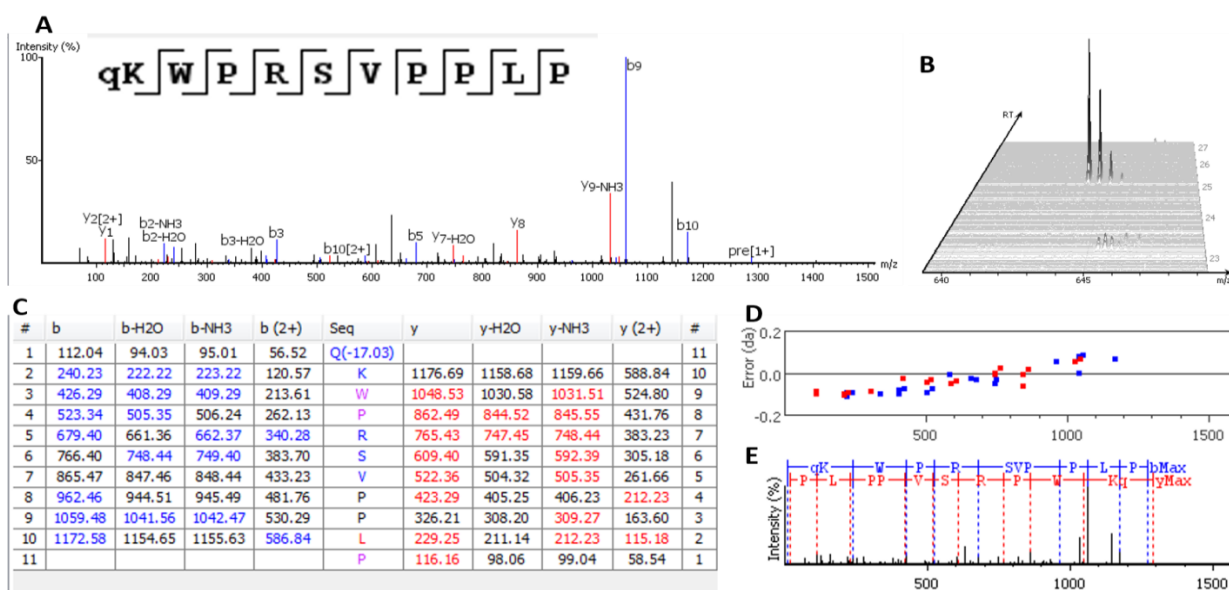 A
Intensity (%)
100
50
qKWPRSVPPLP
y2[2+]
y1
b2-NH3
b2-H2O
b3-H2O
b3
b10[2+]
b5
y7-H2O
y8
y9-NH3
b9
b10
pre[1+]
100 200 300 400 500 600 700 800 900 1000 1100 1200 1300 1400 1500 m/z
B
RT
27
26
25
24
23
640 645 m/z
C
# b b-H2O b-NH3 b (2+) Seq y y-H2O y-NH3 y (2+) #
1 112.04 94.03 95.01 56.52 Q(-17.03) 11
2 240.23 222.22 223.22 120.57 K 1176.69 1158.68 1159.66 588.84 10
3 426.29 408.29 409.29 213.61 W 1048.53 1030.58 1031.51 524.80 9
4 523.34 505.35 506.24 262.13 P 862.49 844.52 845.55 431.76 8
5 679.40 661.36 662.37 340.28 R 765.43 747.45 748.44 383.23 7
6 766.40 748.44 749.40 383.70 S 609.40 591.35 592.39 305.18 6
7 865.47 847.46 848.44 433.23 V 522.36 504.32 505.35 261.66 5
8 962.46 944.51 945.49 481.76 P 423.29 405.25 406.23 212.23 4
9 1059.48 1041.56 1042.47 530.29 P 326.21 308.20 309.27 163.60 3
10 1172.58 1154.65 1155.63 586.84 L 229.25 211.14 212.23 115.18 2
11 P 116.16 98.06 99.04 58.54 1
D
Error (da)
0.2
0.0
-0.2
500 1000 1500
E
Intensity (%)
qK W P R SVP P L P bMax
P L PP V S R P W Kq yMax
500 1000 1500